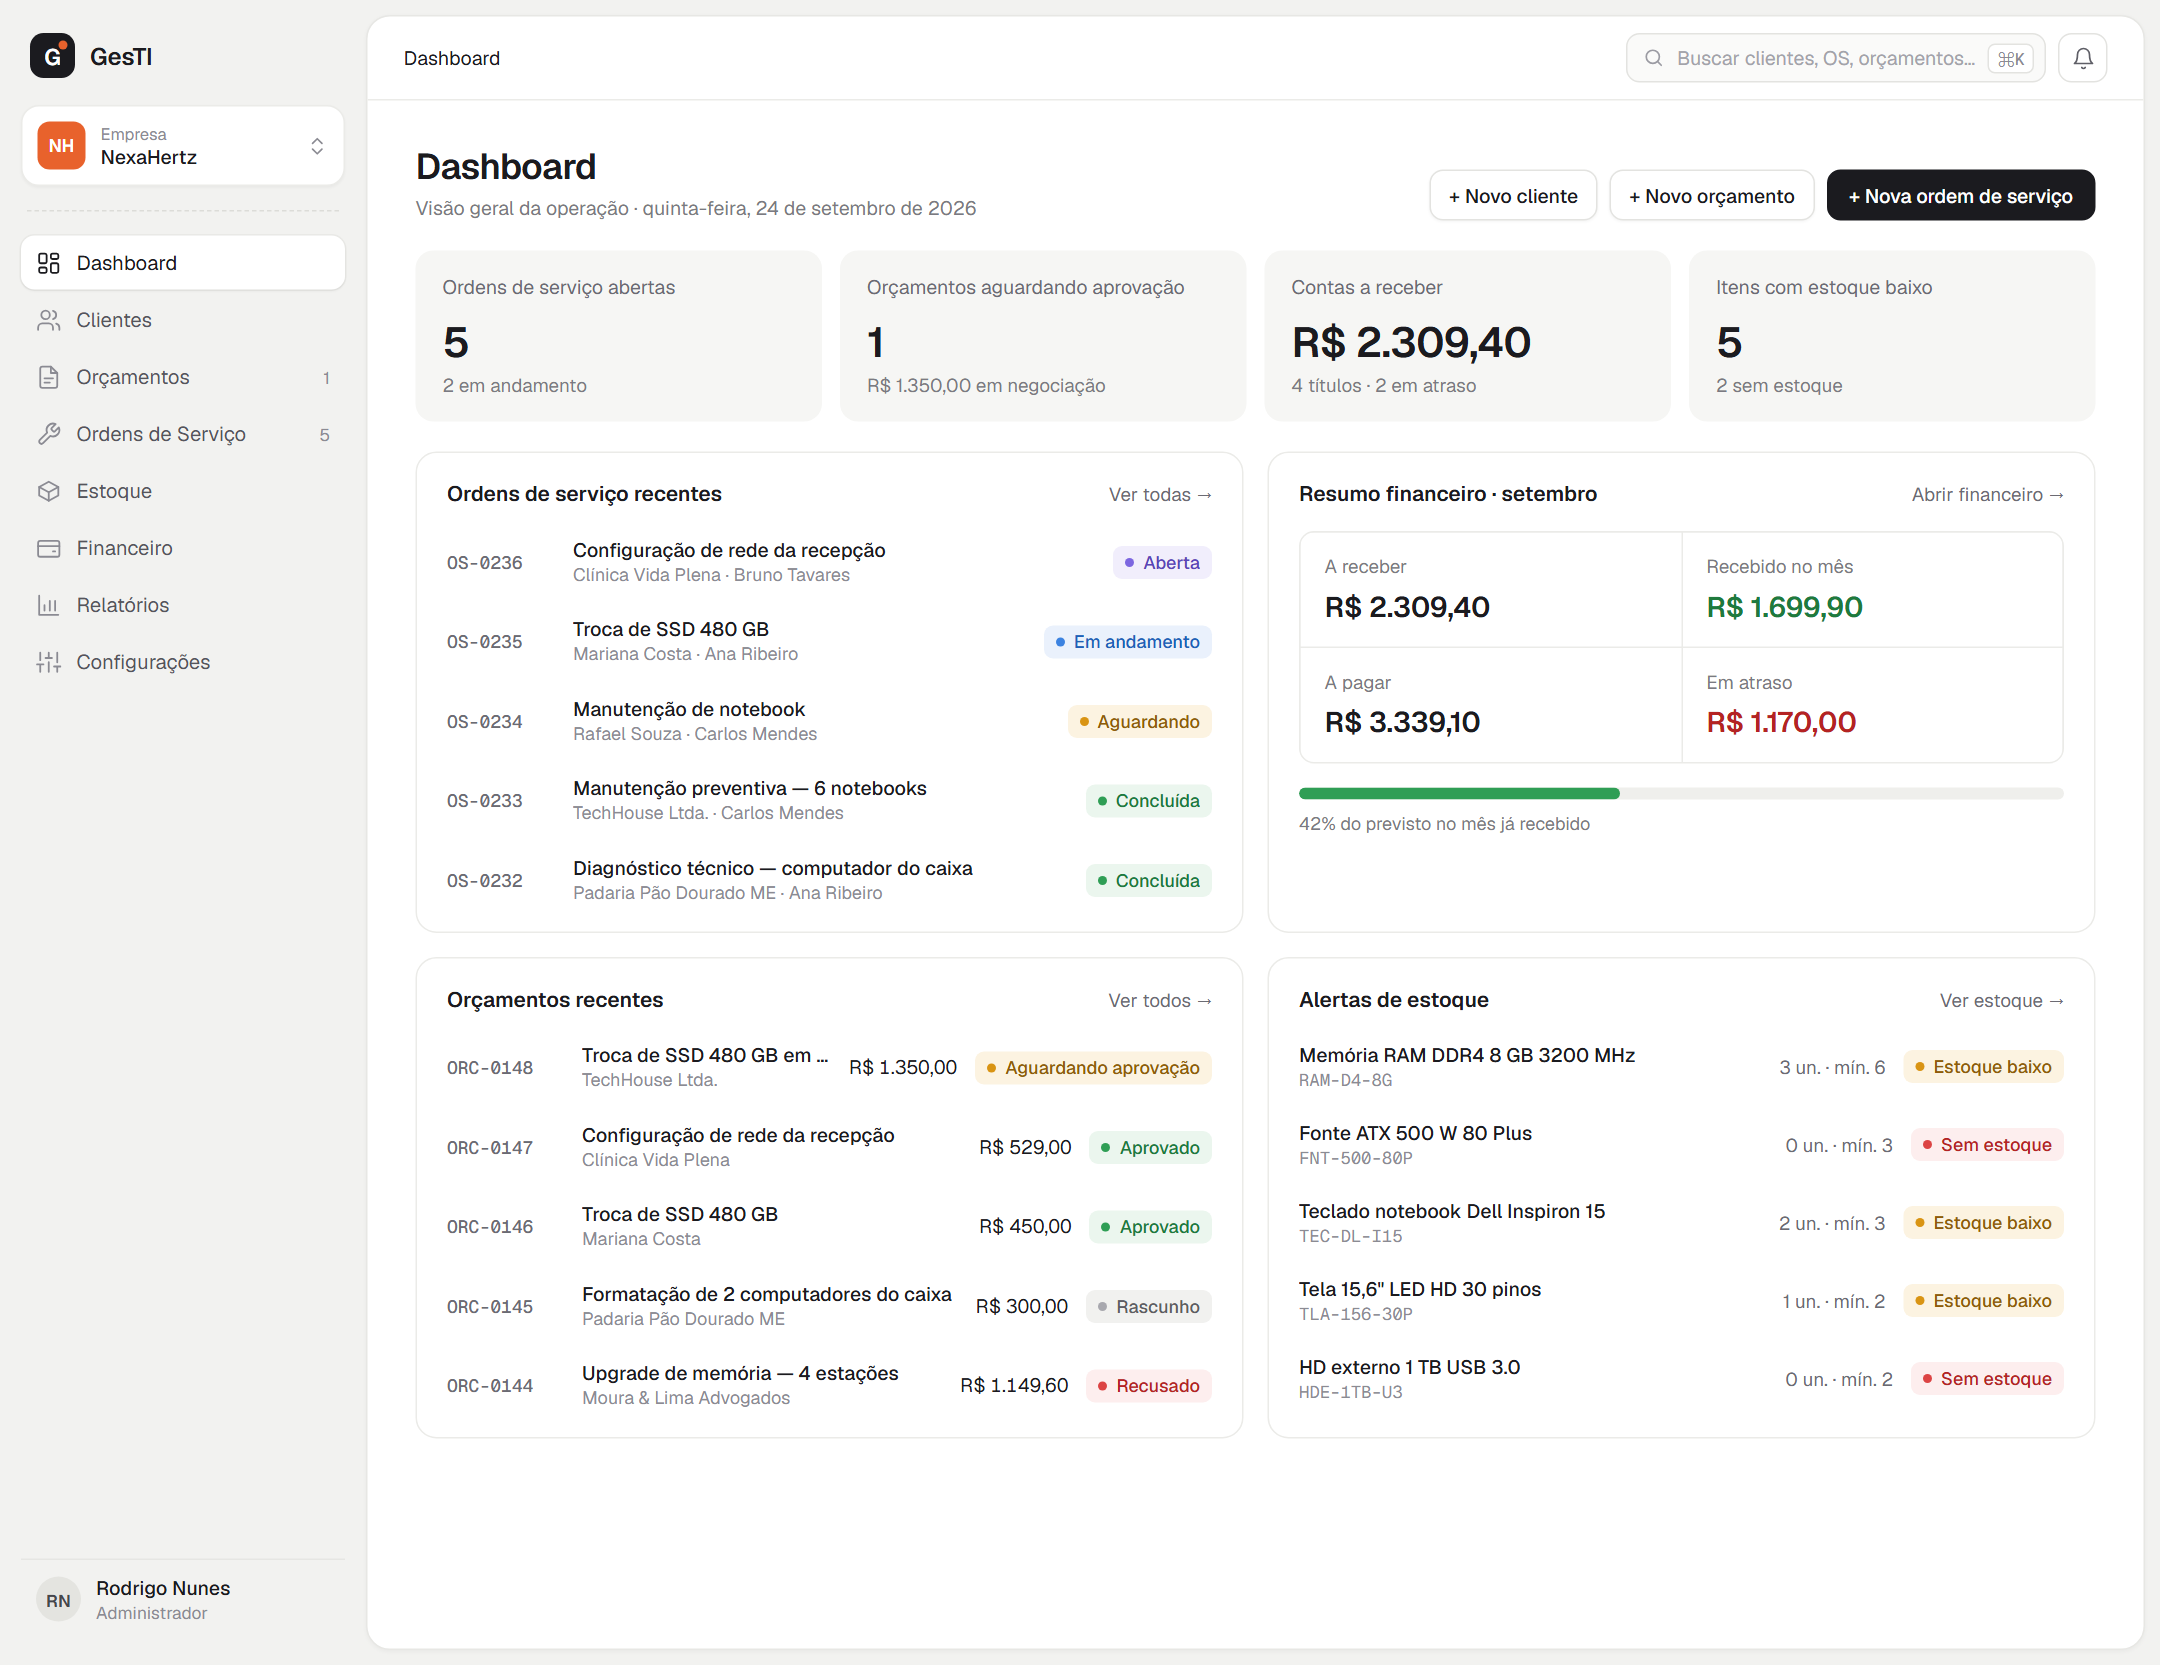 G
GesTI
Empresa
NH
NexaHertz
Dashboard
Clientes
Orçamentos 1
Ordens de Serviço 5
Estoque
Financeiro
Relatórios
Configurações
RN
Rodrigo Nunes
Administrador
Dashboard
Buscar clientes, OS, orçamentos... ⌘K
Dashboard
Visão geral da operação · quinta-feira, 24 de setembro de 2026
+ Novo cliente
+ Novo orçamento
+ Nova ordem de serviço
Ordens de serviço abertas
5
2 em andamento
Orçamentos aguardando aprovação
1
R$ 1.350,00 em negociação
Contas a receber
R$ 2.309,40
4 títulos · 2 em atraso
Itens com estoque baixo
5
2 sem estoque
Ordens de serviço recentes
Ver todas →
OS-0236 Configuração de rede da recepção Aberta
Clínica Vida Plena · Bruno Tavares
OS-0235 Troca de SSD 480 GB Em andamento
Mariana Costa · Ana Ribeiro
OS-0234 Manutenção de notebook Aguardando
Rafael Souza · Carlos Mendes
OS-0233 Manutenção preventiva — 6 notebooks Concluída
TechHouse Ltda. · Carlos Mendes
OS-0232 Diagnóstico técnico — computador do caixa Concluída
Padaria Pão Dourado ME · Ana Ribeiro
Resumo financeiro · setembro
Abrir financeiro →
A receber
R$ 2.309,40
Recebido no mês
R$ 1.699,90
A pagar
R$ 3.339,10
Em atraso
R$ 1.170,00
42% do previsto no mês já recebido
Orçamentos recentes
Ver todos →
ORC-0148 Troca de SSD 480 GB em ... R$ 1.350,00 Aguardando aprovação
TechHouse Ltda.
ORC-0147 Configuração de rede da recepção R$ 529,00 Aprovado
Clínica Vida Plena
ORC-0146 Troca de SSD 480 GB R$ 450,00 Aprovado
Mariana Costa
ORC-0145 Formatação de 2 computadores do caixa R$ 300,00 Rascunho
Padaria Pão Dourado ME
ORC-0144 Upgrade de memória — 4 estações R$ 1.149,60 Recusado
Moura & Lima Advogados
Alertas de estoque
Ver estoque →
Memória RAM DDR4 8 GB 3200 MHz 3 un. · mín. 6 Estoque baixo
RAM-D4-8G
Fonte ATX 500 W 80 Plus 0 un. · mín. 3 Sem estoque
FNT-500-80P
Teclado notebook Dell Inspiron 15 2 un. · mín. 3 Estoque baixo
TEC-DL-I15
Tela 15,6" LED HD 30 pinos 1 un. · mín. 2 Estoque baixo
TLA-156-30P
HD externo 1 TB USB 3.0 0 un. · mín. 2 Sem estoque
HDE-1TB-U3